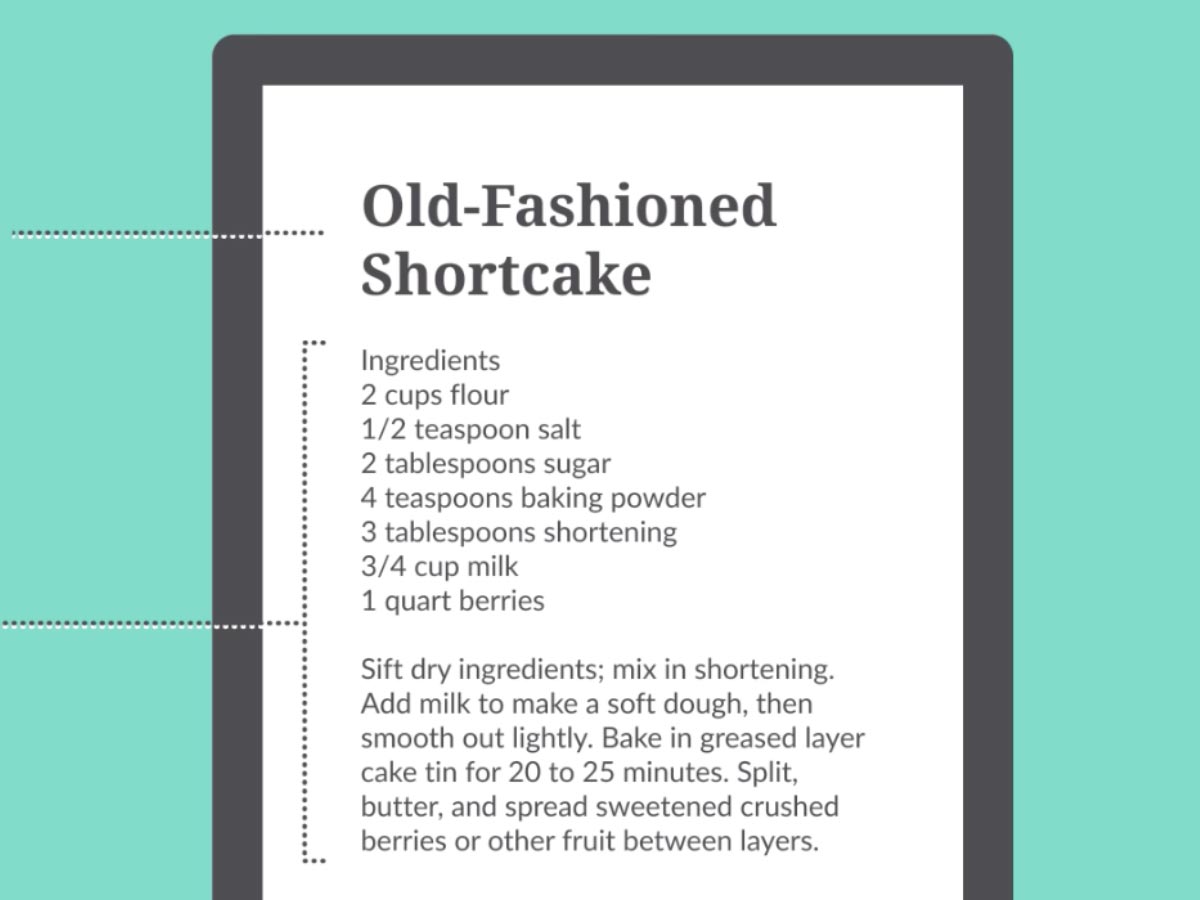 Old-Fashioned
Shortcake
Ingredients
2 cups flour
1/2 teaspoon salt
2 tablespoons sugar
4 teaspoons baking powder
3 tablespoons shortening
3/4 cup milk
1 quart berries
Sift dry ingredients; mix in shortening.
Add milk to make a soft dough, then
smooth out lightly. Bake in greased layer
cake tin for 20 to 25 minutes. Split,
butter, and spread sweetened crushed
berries or other fruit between layers.